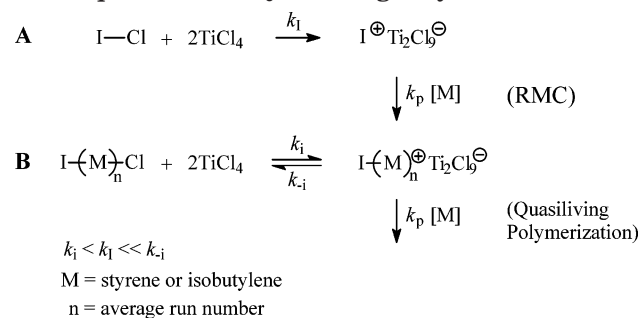 A I—Cl + 2TiCl₄ kI I⊕Ti₂Cl₉⊖
kp [M] (RMC)
B I-(M)nCl + 2TiCl₄ ki k-i I-(M)n⊕Ti₂Cl₉⊖
kp [M] (Quasiliving
Polymerization)
ki < kI << k-i
M = styrene or isobutylene
n = average run number